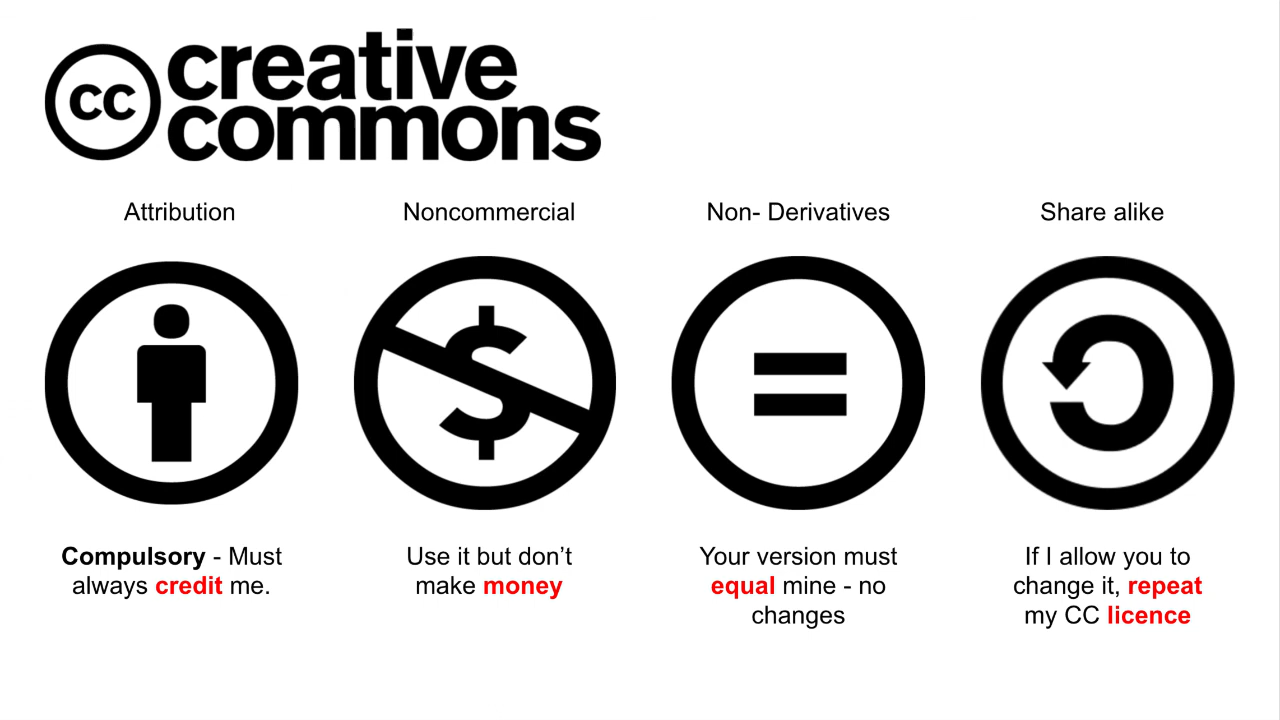 cc creative
commons
Attribution
Noncommercial
Non- Derivatives
Share alike
$
=
Compulsory - Must
always credit me.
Use it but don’t
make money
Your version must
equal mine - no
changes
If I allow you to
change it, repeat
my CC licence